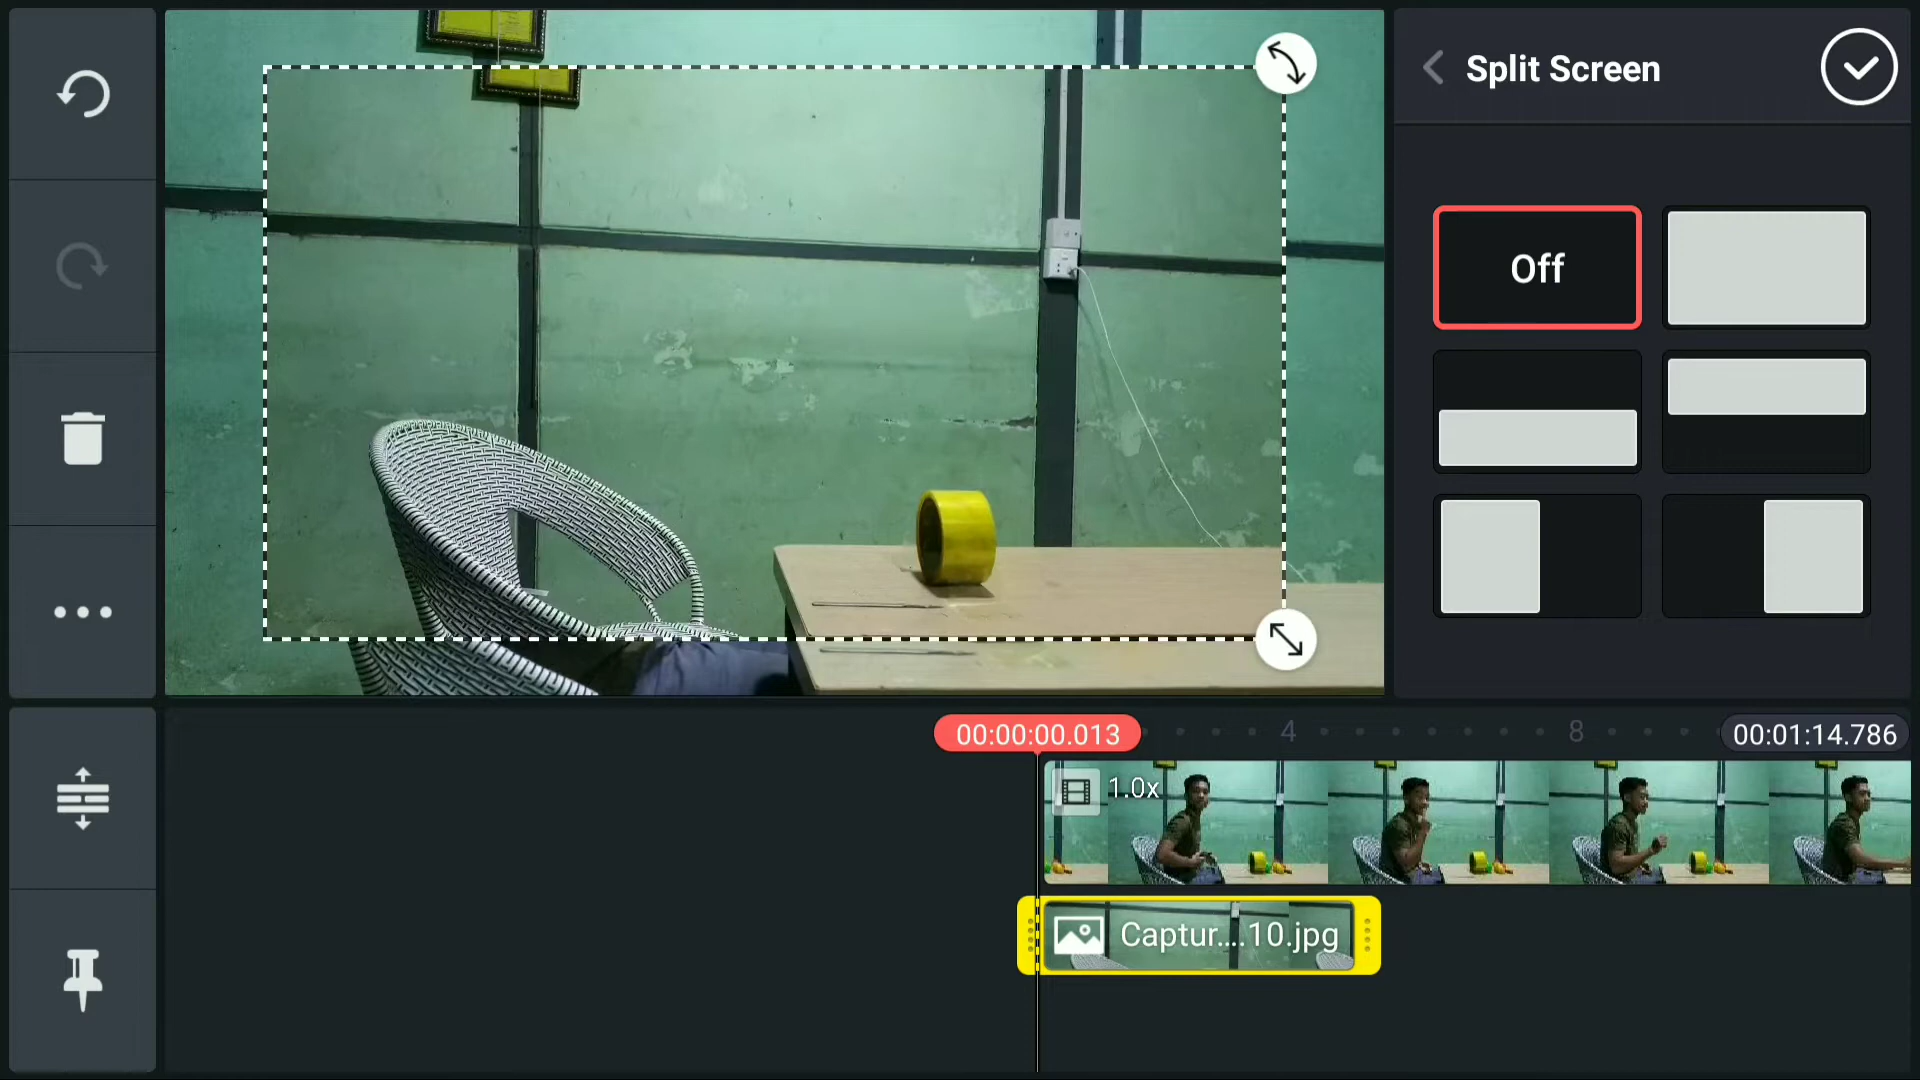 Split Screen
Off
00:00:00.013
4
8
00:01:14.786
1.0x
Captur....10.jpg